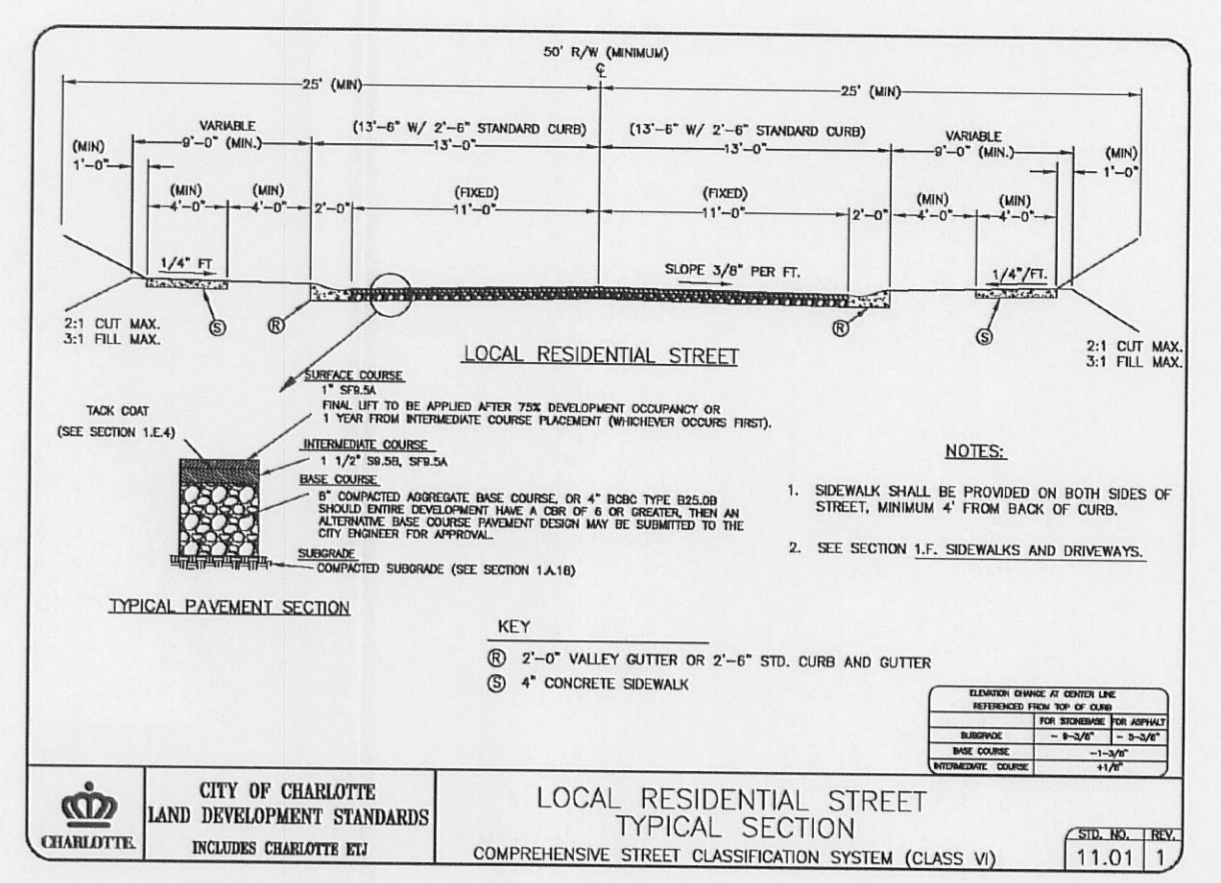 50' R/W (MINIMUM)
℄
25' (MIN) 25' (MIN)
VARIABLE
9'-0" (MIN.)
(13'-6" W/ 2'-6" STANDARD CURB)
13'-0"
(13'-6" W/ 2'-6" STANDARD CURB)
13'-0"
VARIABLE
9'-0" (MIN.)
(MIN)
1'-0"
(MIN)
1'-0"
(MIN)
4'-0"
(MIN)
4'-0"
2'-0"
(FIXED)
11'-0"
(FIXED)
11'-0"
2'-0"
(MIN)
4'-0"
(MIN)
4'-0"
1/4" FT
SLOPE 3/8" PER FT.
1/4"/FT.
2:1 CUT MAX.
3:1 FILL MAX.
S
R
R
S
2:1 CUT MAX.
3:1 FILL MAX.
LOCAL RESIDENTIAL STREET
SURFACE COURSE
1" SF9.5A
FINAL LIFT TO BE APPLIED AFTER 75% DEVELOPMENT OCCUPANCY OR
1 YEAR FROM INTERMEDIATE COURSE PLACEMENT (WHICHEVER OCCURS FIRST).
TACK COAT
(SEE SECTION 1.E.4)
INTERMEDIATE COURSE
1 1/2" S9.5B, SF9.5A
BASE COURSE
8" COMPACTED AGGREGATE BASE COURSE, OR 4" BCBC TYPE B25.0B
SHOULD ENTIRE DEVELOPMENT HAVE A CBR OF 6 OR GREATER, THEN AN
ALTERNATIVE BASE COURSE PAVEMENT DESIGN MAY BE SUBMITTED TO THE
CITY ENGINEER FOR APPROVAL.
SUBGRADE
COMPACTED SUBGRADE (SEE SECTION 1.A.18)
TYPICAL PAVEMENT SECTION
NOTES:
1. SIDEWALK SHALL BE PROVIDED ON BOTH SIDES OF
STREET, MINIMUM 4' FROM BACK OF CURB.
2. SEE SECTION 1.F. SIDEWALKS AND DRIVEWAYS.
KEY
R 2'-0" VALLEY GUTTER OR 2'-6" STD. CURB AND GUTTER
S 4" CONCRETE SIDEWALK
ELEVATION CHANGE AT CENTER LINE
REFERENCED FROM TOP OF CURB
FOR STONEBASE FOR ASPHALT
SUBGRADE - 9-3/8" - 5-3/8"
BASE COURSE -1-3/8"
INTERMEDIATE COURSE +1/8"
CHARLOTTE
CITY OF CHARLOTTE
LAND DEVELOPMENT STANDARDS
INCLUDES CHARLOTTE ETJ
LOCAL RESIDENTIAL STREET
TYPICAL SECTION
COMPREHENSIVE STREET CLASSIFICATION SYSTEM (CLASS VI)
STD. NO. REV.
11.01 1